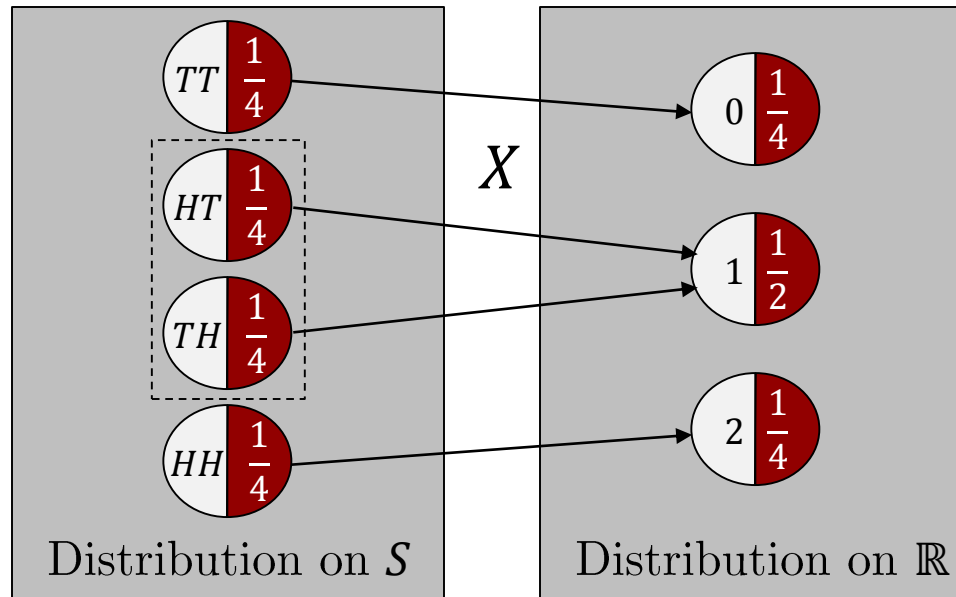 TT 1/4
HT 1/4
TH 1/4
HH 1/4
Distribution on S
X
0 1/4
1 1/2
2 1/4
Distribution on ℝ